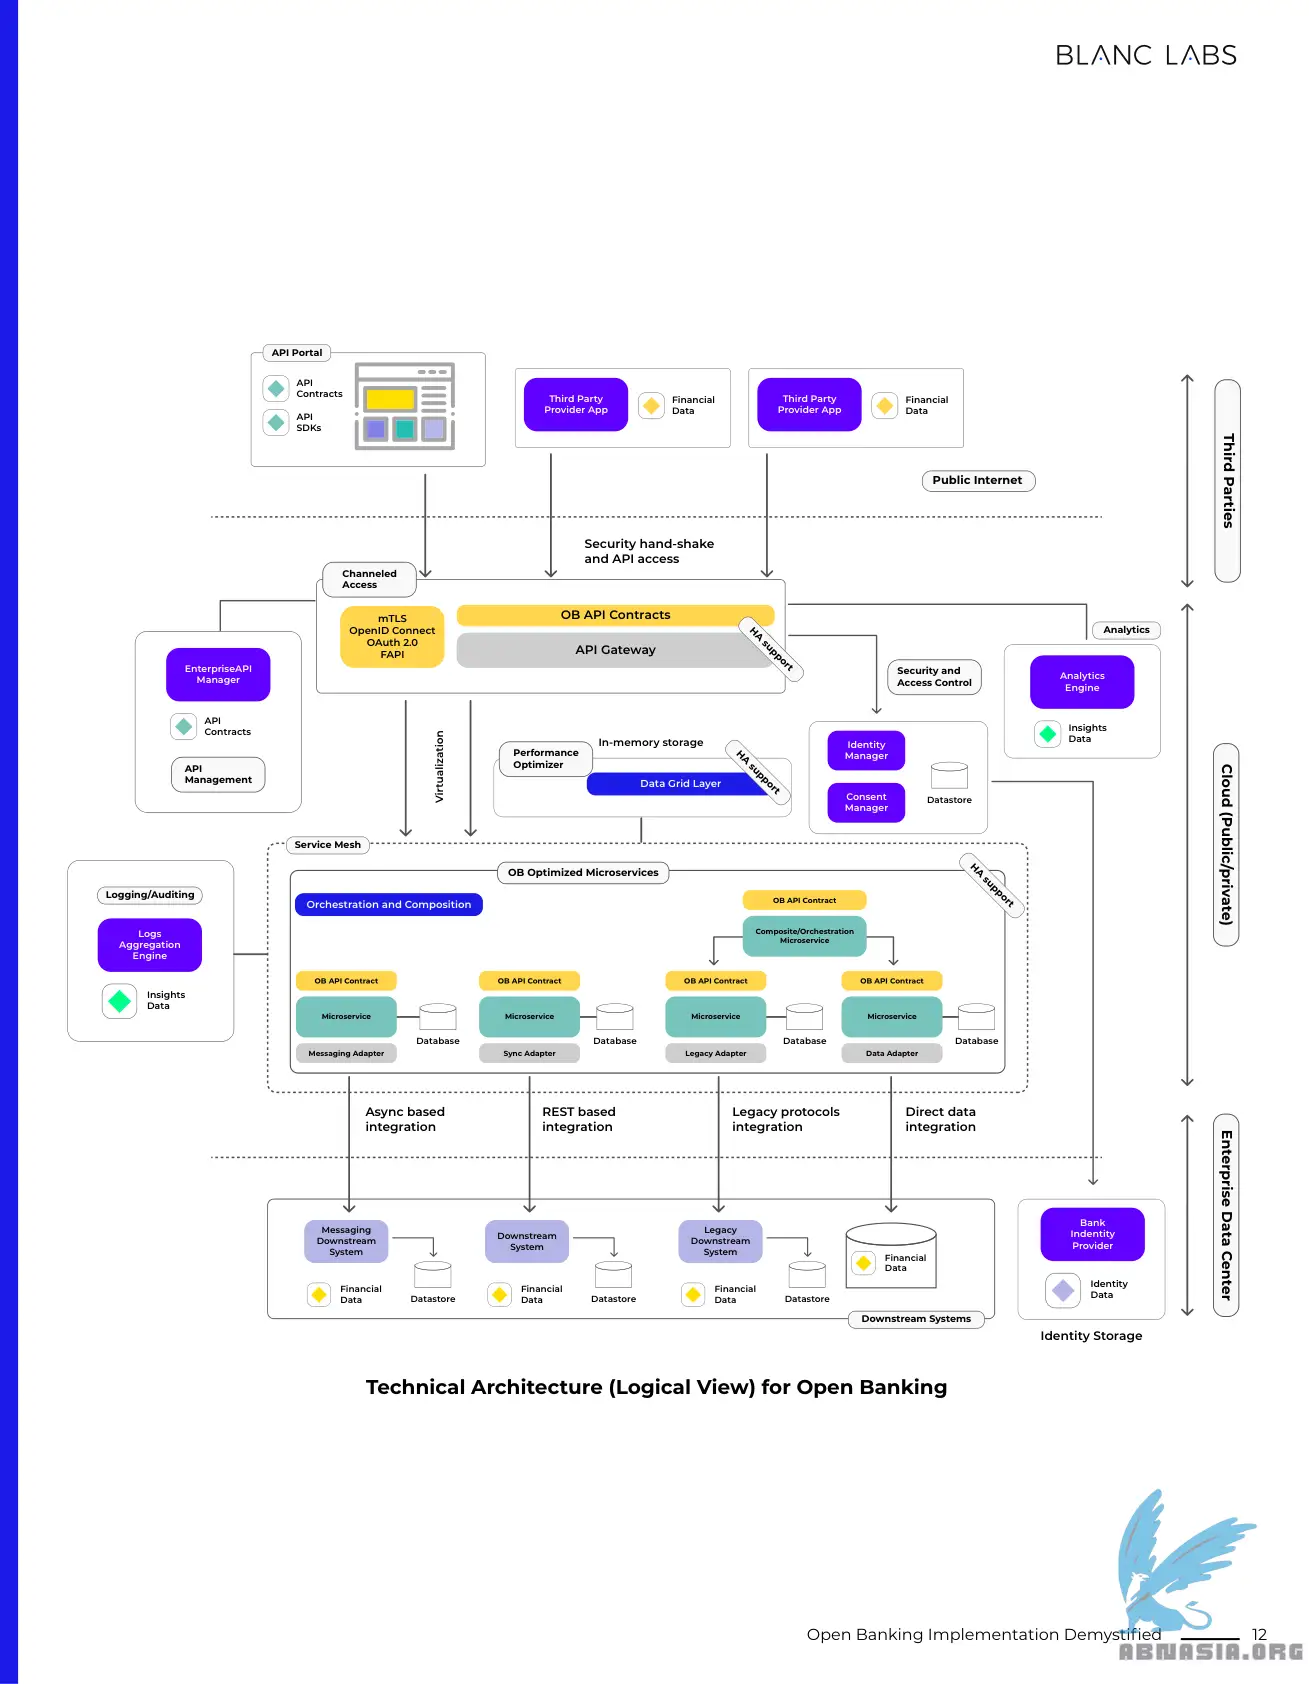 BLANC LABS
API Portal
API
Contracts
API
SDKs
Third Party
Provider App
Financial
Data
Third Party
Provider App
Financial
Data
Public Internet
Third Parties
Security hand-shake
and API access
Channeled
Access
mTLS
OpenID Connect
OAuth 2.0
FAPI
OB API Contracts
API Gateway
HA support
EnterpriseAPI
Manager
API
Contracts
API
Management
Security and
Access Control
Analytics
Analytics
Engine
Insights
Data
Virtualization
Performance
Optimizer
In-memory storage
Data Grid Layer
HA support
Identity
Manager
Consent
Manager
Datastore
Cloud (Public/private)
Service Mesh
OB Optimized Microservices
HA support
Logging/Auditing
Logs
Aggregation
Engine
Insights
Data
Orchestration and Composition
OB API Contract
Composite/Orchestration
Microservice
OB API Contract
Microservice
Messaging Adapter
Database
OB API Contract
Microservice
Sync Adapter
Database
OB API Contract
Microservice
Legacy Adapter
Database
OB API Contract
Microservice
Data Adapter
Database
Async based
integration
REST based
integration
Legacy protocols
integration
Direct data
integration
Enterprise Data Center
Messaging
Downstream
System
Financial
Data
Datastore
Downstream
System
Financial
Data
Datastore
Legacy
Downstream
System
Financial
Data
Datastore
Financial
Data
Downstream Systems
Bank
Indentity
Provider
Identity
Data
Identity Storage
Technical Architecture (Logical View) for Open Banking
Open Banking Implementation Demystified
12
ABNASIA.ORG